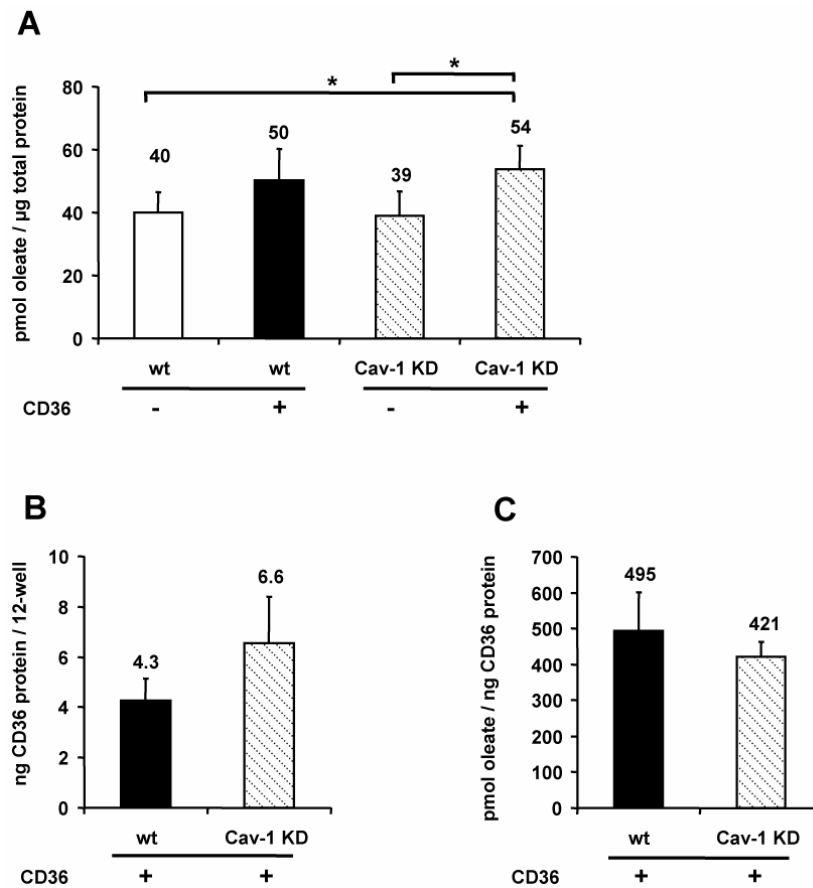 A
pmol oleate / µg total protein
80
60
40
20
0
*
*
40
50
39
54
wt wt Cav-1 KD Cav-1 KD
CD36 - + - +
B
ng CD36 protein / 12-well
10
8
6
4
2
0
4.3
6.6
wt Cav-1 KD
CD36 + +
C
pmol oleate / ng CD36 protein
700
600
500
400
300
200
100
0
495
421
wt Cav-1 KD
CD36 + +